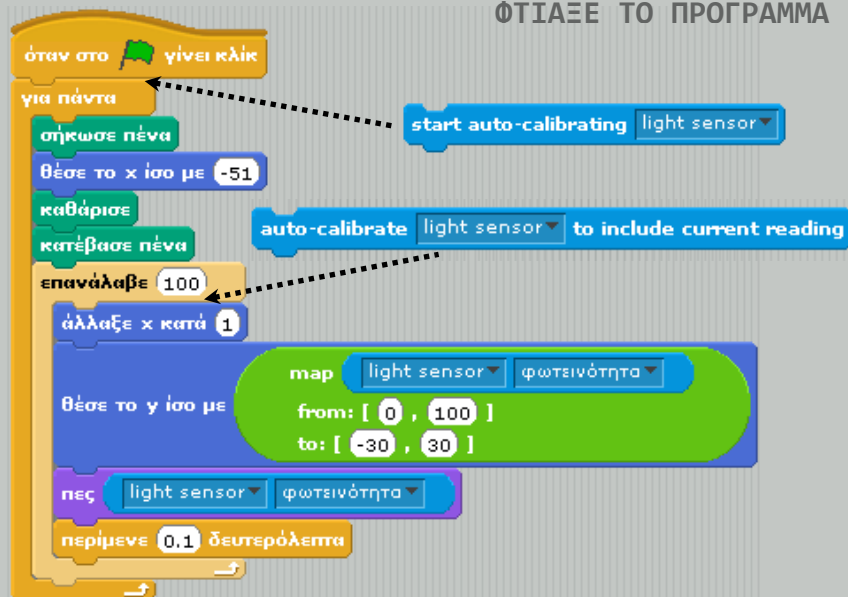 ΦΤΙΑΞΕ ΤΟ ΠΡΟΓΡΑΜΜΑ
όταν στο γίνει κλίκ
για πάντα
start auto-calibrating light sensor
σήκωσε πένα
θέσε το x ίσο με -51
καθάρισε
auto-calibrate light sensor to include current reading
κατέβασε πένα
επανάλαβε 100
άλλαξε x κατά 1
map light sensor φωτεινότητα
θέσε το y ίσο με
from: [ 0 , 100 ]
to: [ -30 , 30 ]
πες light sensor φωτεινότητα
περίμενε 0.1 δευτερόλεπτα